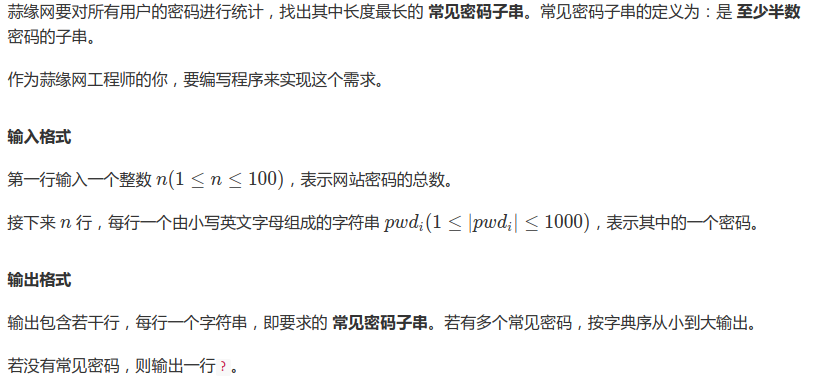 蒜缘网要对所有用户的密码进行统计，找出其中长度最长的 常见密码子串。常见密码子串的定义为：是 至少半数
密码的子串。
作为蒜缘网工程师的你，要编写程序来实现这个需求。
输入格式
第一行输入一个整数 n(1 ≤ n ≤ 100)，表示网站密码的总数。
接下来 n 行，每行一个由小写英文字母组成的字符串 pwd_i(1 ≤ |pwd_i| ≤ 1000)，表示其中的一个密码。
输出格式
输出包含若干行，每行一个字符串，即要求的 常见密码子串。若有多个常见密码，按字典序从小到大输出。
若没有常见密码，则输出一行 ? 。